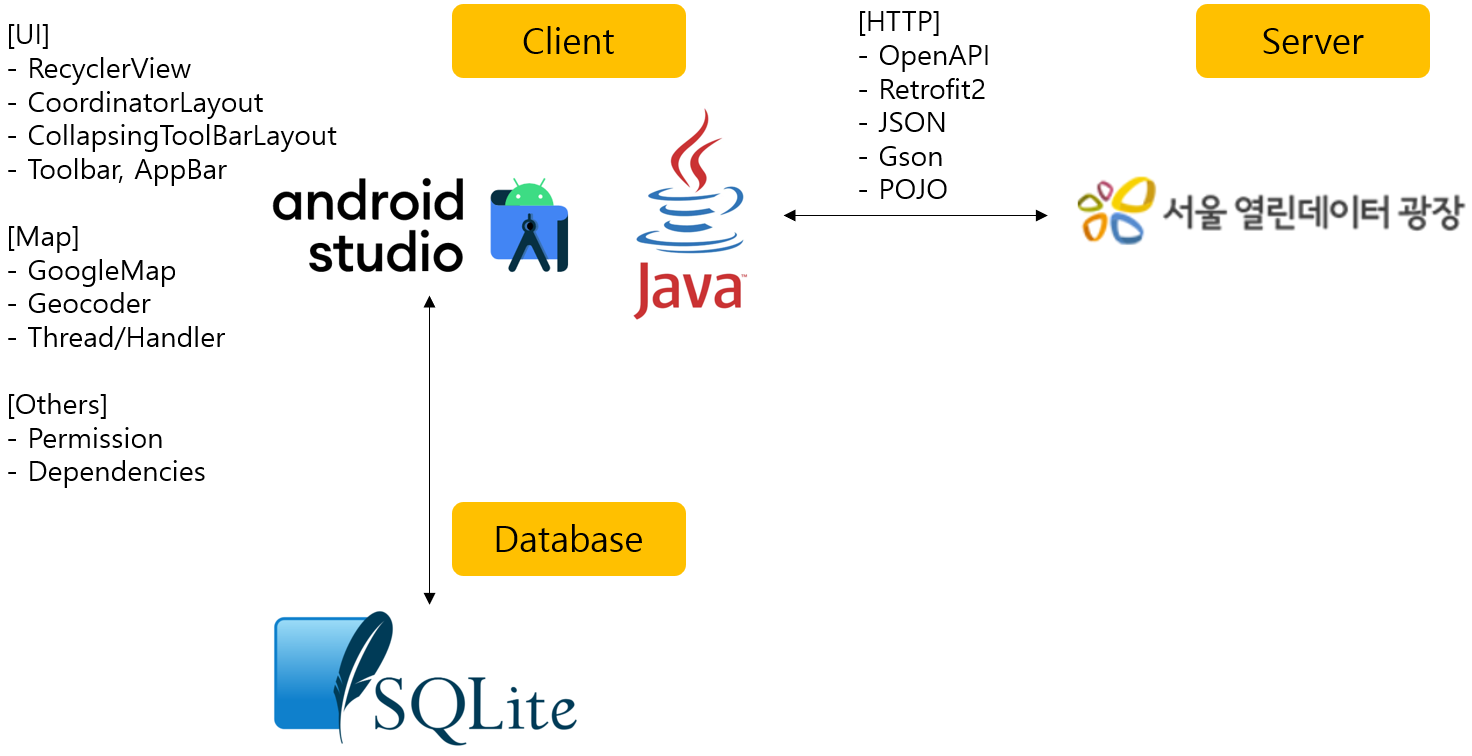 [UI]
- RecyclerView
- CoordinatorLayout
- CollapsingToolBarLayout
- Toolbar, AppBar
[Map]
- GoogleMap
- Geocoder
- Thread/Handler
[Others]
- Permission
- Dependencies
Client
android
studio
Java™
[HTTP]
- OpenAPI
- Retrofit2
- JSON
- Gson
- POJO
Server
서울 열린데이터 광장
Database
SQLite